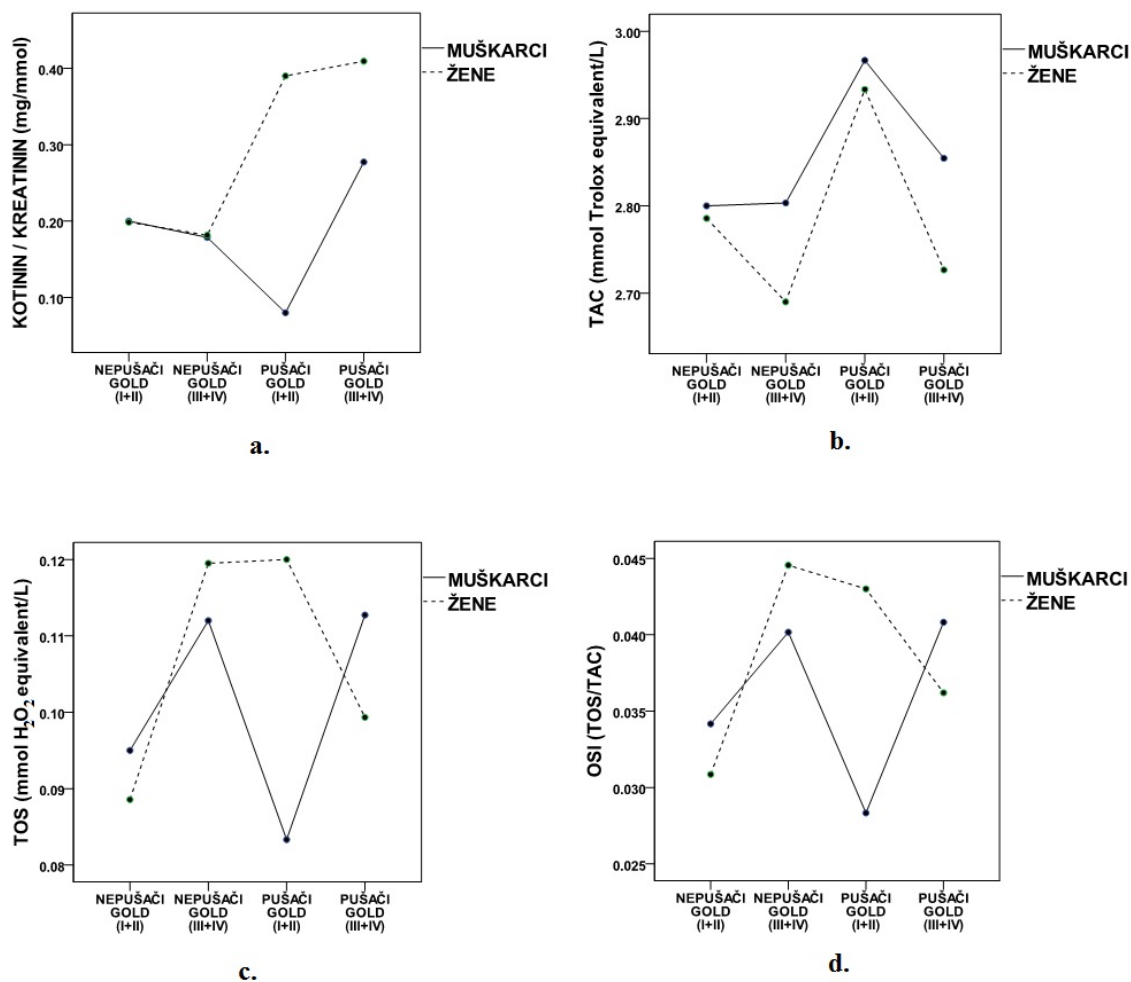 KOTININ / KREATININ (mg/mmol)
0.40
0.30
0.20
0.10
MUŠKARCI
ŽENE
NEPUŠAČI
GOLD
(I+II)
NEPUŠAČI
GOLD
(III+IV)
PUŠAČI
GOLD
(I+II)
PUŠAČI
GOLD
(III+IV)
a.
TAC (mmol Trolox equivalent/L)
3.00
2.90
2.80
2.70
MUŠKARCI
ŽENE
NEPUŠAČI
GOLD
(I+II)
NEPUŠAČI
GOLD
(III+IV)
PUŠAČI
GOLD
(I+II)
PUŠAČI
GOLD
(III+IV)
b.
TOS (mmol H₂O₂ equivalent/L)
0.12
0.11
0.10
0.09
0.08
MUŠKARCI
ŽENE
NEPUŠAČI
GOLD
(I+II)
NEPUŠAČI
GOLD
(III+IV)
PUŠAČI
GOLD
(I+II)
PUŠAČI
GOLD
(III+IV)
c.
OSI (TOS/TAC)
0.045
0.040
0.035
0.030
0.025
MUŠKARCI
ŽENE
NEPUŠAČI
GOLD
(I+II)
NEPUŠAČI
GOLD
(III+IV)
PUŠAČI
GOLD
(I+II)
PUŠAČI
GOLD
(III+IV)
d.